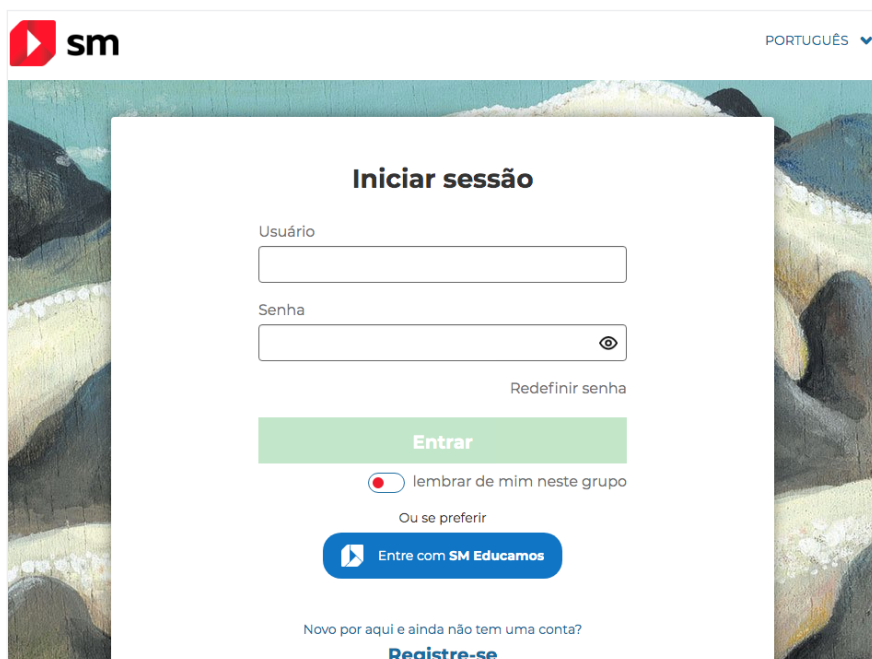 sm
PORTUGUÊS
Iniciar sessão
Usuário
Senha
Redefinir senha
Entrar
lembrar de mim neste grupo
Ou se preferir
Entre com SM Educamos
Novo por aqui e ainda não tem uma conta?
Registre-se